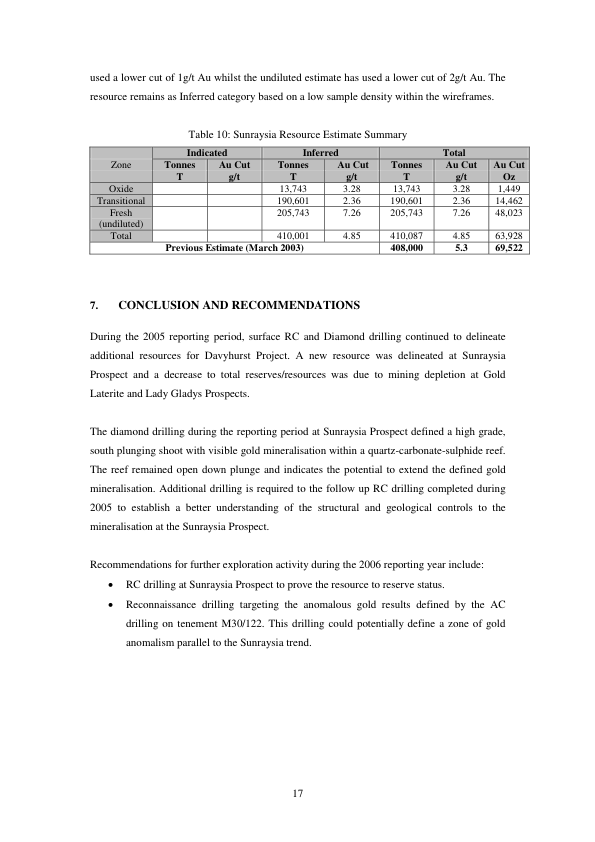 used a lower cut of 1g/t Au whilst the undiluted estimate has used a lower cut of 2g/t Au. The
resource remains as Inferred category based on a low sample density within the wireframes.
Table 10: Sunraysia Resource Estimate Summary
Indicated Inferred Total
Zone Tonnes Au Cut Tonnes Au Cut Tonnes Au Cut Au Cut
T g/t T g/t T g/t Oz
Oxide 13,743 3.28 13,743 3.28 1,449
Transitional 190,601 2.36 190,601 2.36 14,462
Fresh 205,743 7.26 205,743 7.26 48,023
(undiluted)
Total 410,001 4.85 410,087 4.85 63,928
Previous Estimate (March 2003) 408,000 5.3 69,522
7. CONCLUSION AND RECOMMENDATIONS
During the 2005 reporting period, surface RC and Diamond drilling continued to delineate
additional resources for Davyhurst Project. A new resource was delineated at Sunraysia
Prospect and a decrease to total reserves/resources was due to mining depletion at Gold
Laterite and Lady Gladys Prospects.
The diamond drilling during the reporting period at Sunraysia Prospect defined a high grade,
south plunging shoot with visible gold mineralisation within a quartz-carbonate-sulphide reef.
The reef remained open down plunge and indicates the potential to extend the defined gold
mineralisation. Additional drilling is required to the follow up RC drilling completed during
2005 to establish a better understanding of the structural and geological controls to the
mineralisation at the Sunraysia Prospect.
Recommendations for further exploration activity during the 2006 reporting year include:
• RC drilling at Sunraysia Prospect to prove the resource to reserve status.
• Reconnaissance drilling targeting the anomalous gold results defined by the AC
drilling on tenement M30/122. This drilling could potentially define a zone of gold
anomalism parallel to the Sunraysia trend.
17